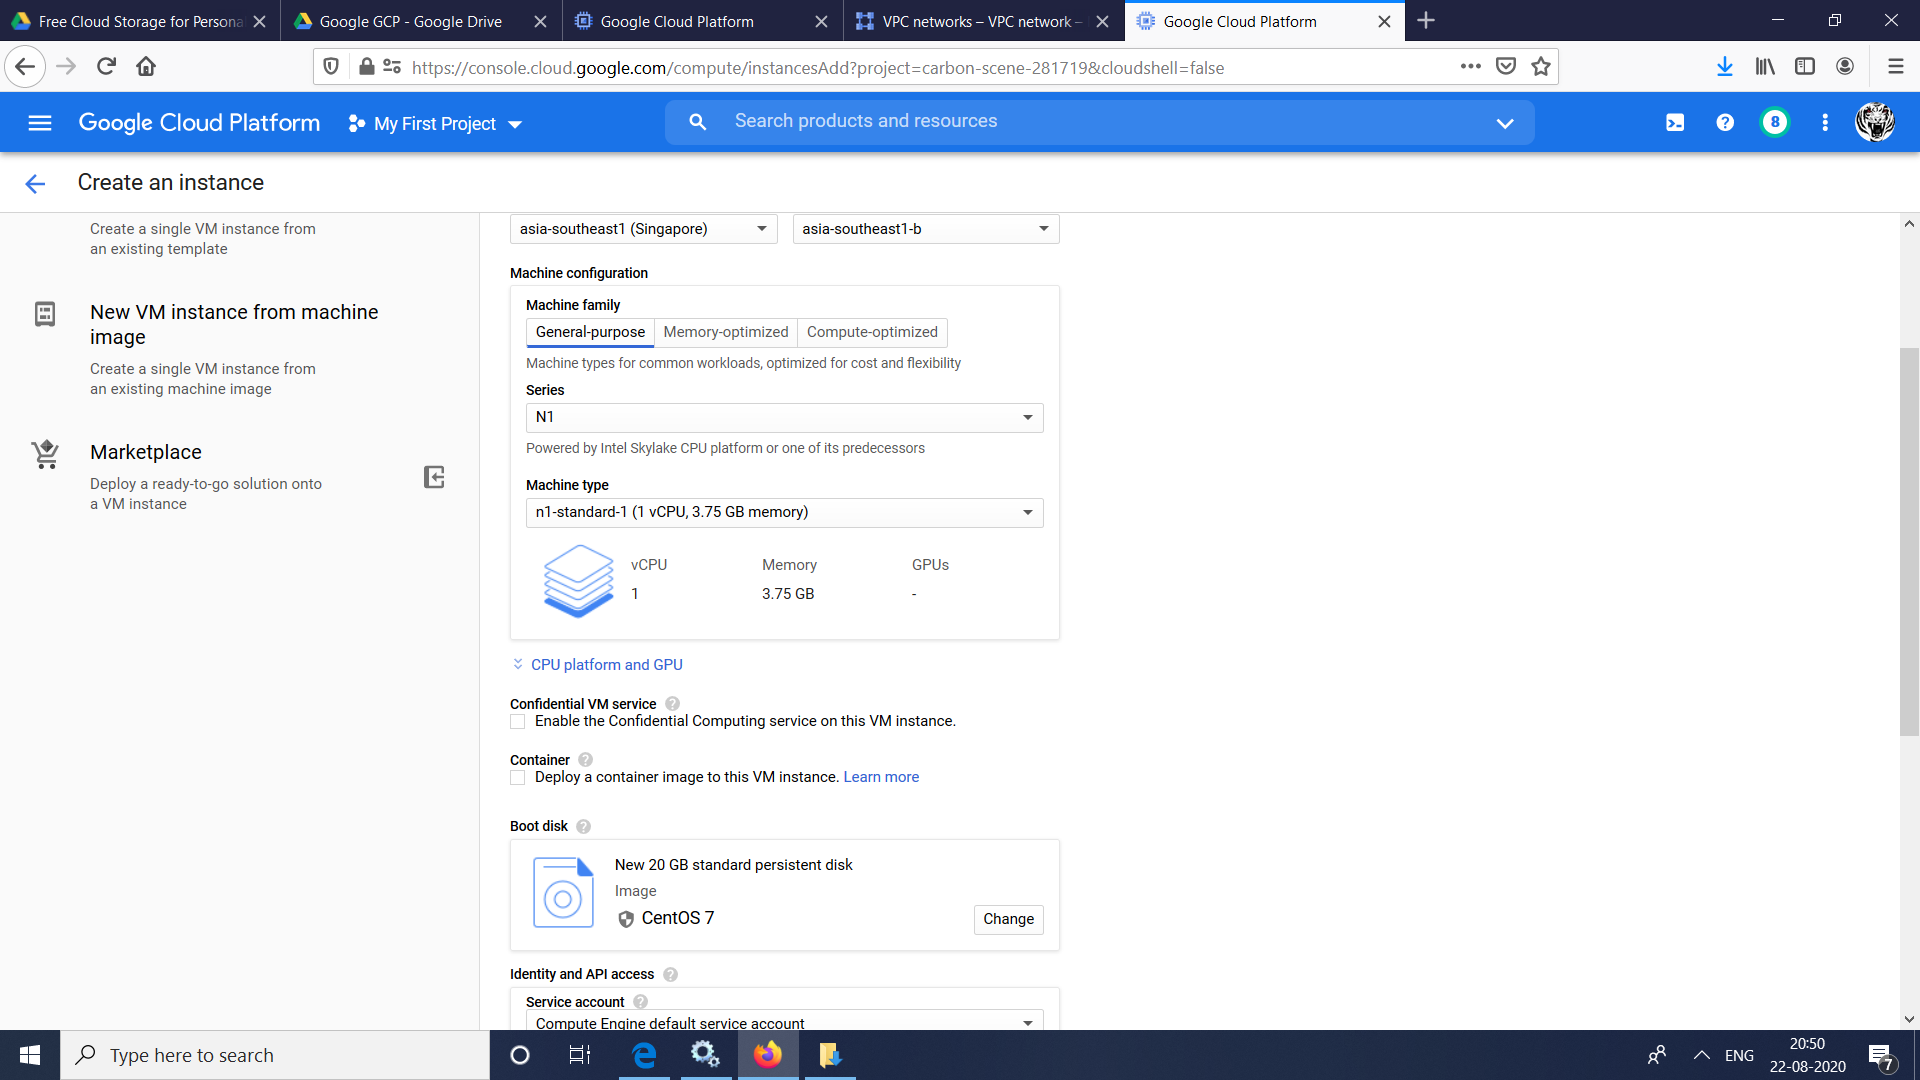 Free Cloud Storage for Persona
Google GCP - Google Drive
Google Cloud Platform
VPC networks – VPC network –
Google Cloud Platform
https://console.cloud.google.com/compute/instancesAdd?project=carbon-scene-281719&cloudshell=false
Google Cloud Platform
My First Project
Search products and resources
8
Create an instance
Create a single VM instance from
an existing template
New VM instance from machine
image
Create a single VM instance from
an existing machine image
Marketplace
Deploy a ready-to-go solution onto
a VM instance
asia-southeast1 (Singapore)
asia-southeast1-b
Machine configuration
Machine family
General-purpose
Memory-optimized
Compute-optimized
Machine types for common workloads, optimized for cost and flexibility
Series
N1
Powered by Intel Skylake CPU platform or one of its predecessors
Machine type
n1-standard-1 (1 vCPU, 3.75 GB memory)
vCPU Memory GPUs
1 3.75 GB -
CPU platform and GPU
Confidential VM service
Enable the Confidential Computing service on this VM instance.
Container
Deploy a container image to this VM instance. Learn more
Boot disk
New 20 GB standard persistent disk
Image
CentOS 7
Change
Identity and API access
Service account
Compute Engine default service account
Type here to search
ENG
20:50
22-08-2020
7